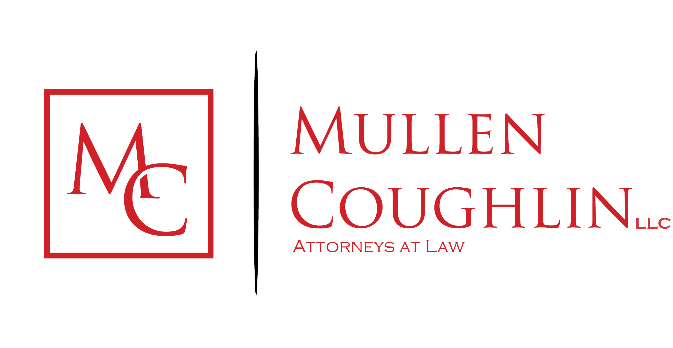 MC
MULLEN
COUGHLIN LLC
ATTORNEYS AT LAW